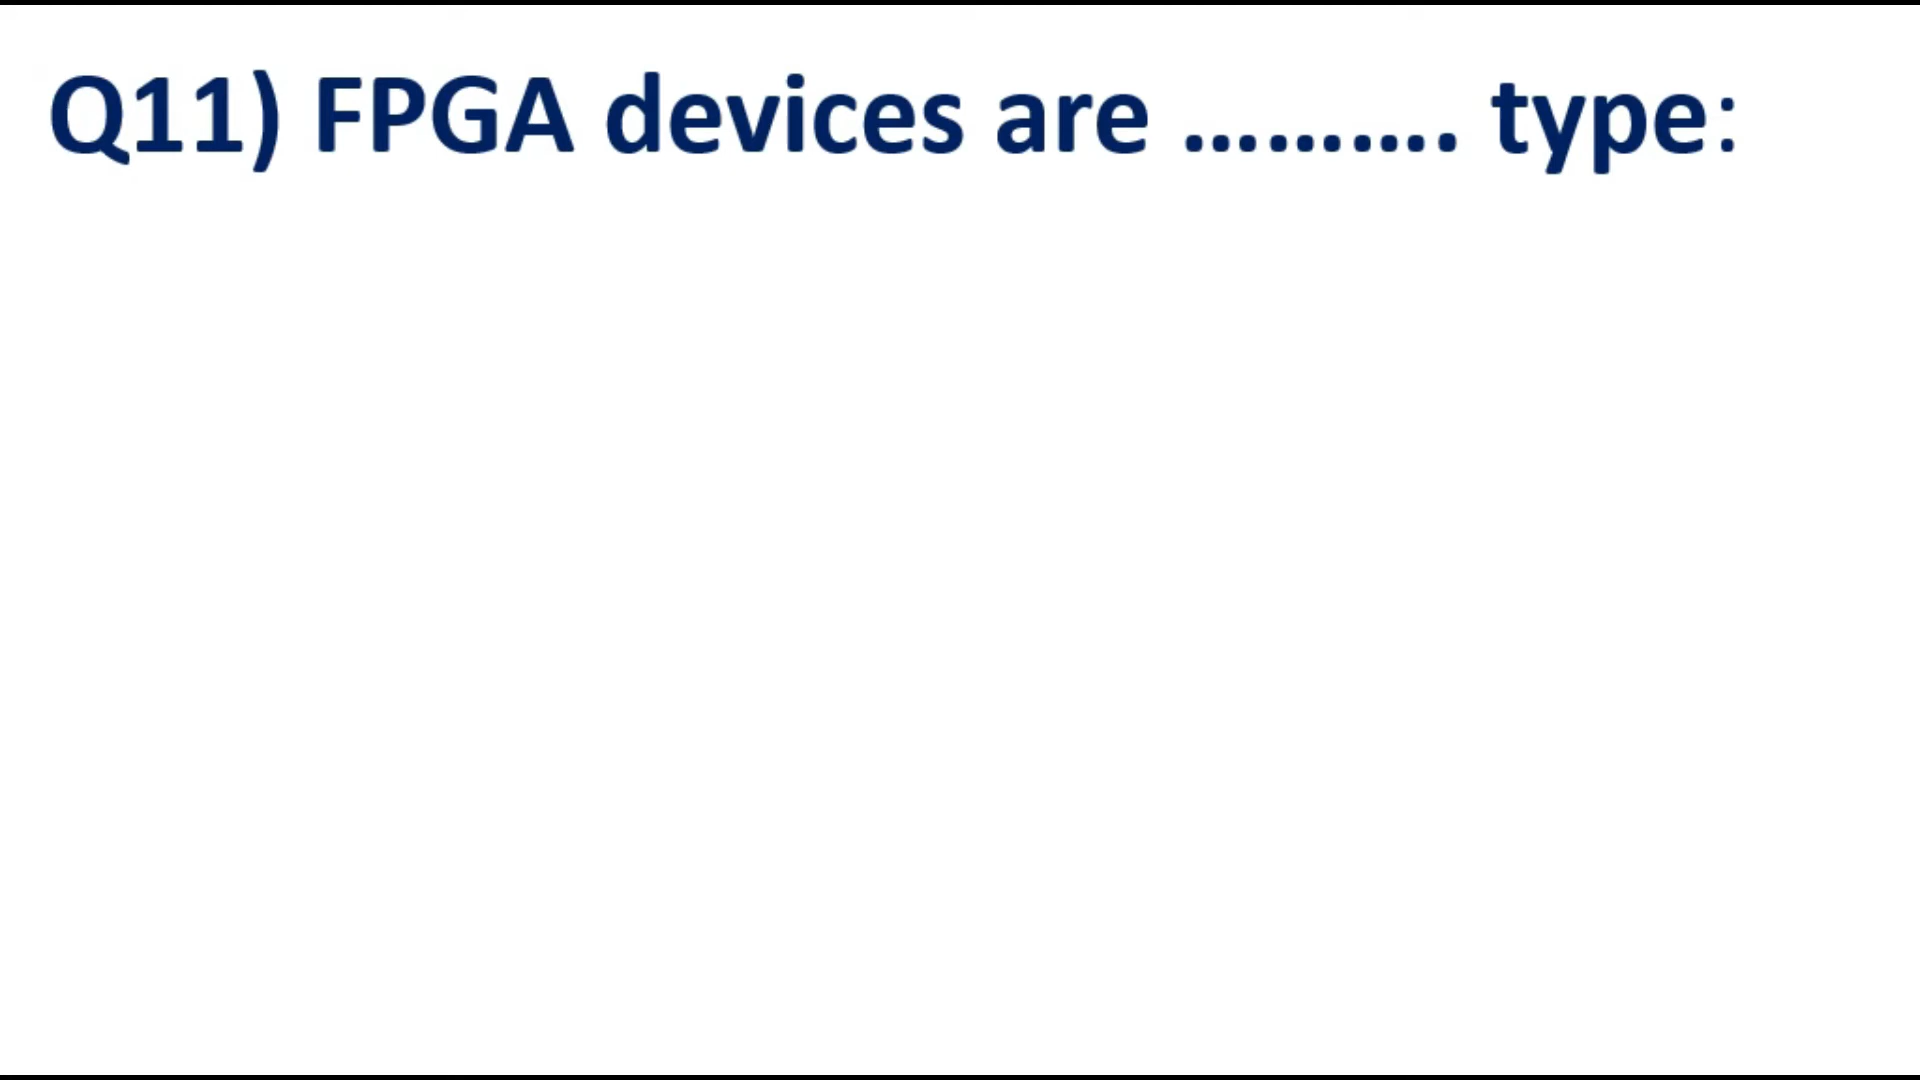 Q11) FPGA devices are ………. type: